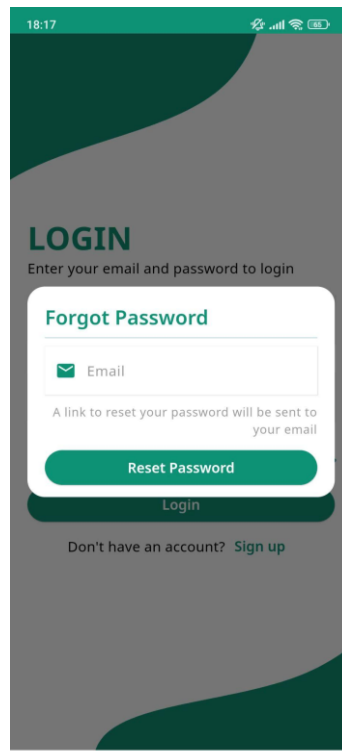 18:17
65
LOGIN
Enter your email and password to login
Forgot Password
Email
A link to reset your password will be sent to
your email
Reset Password
Login
Don't have an account? Sign up